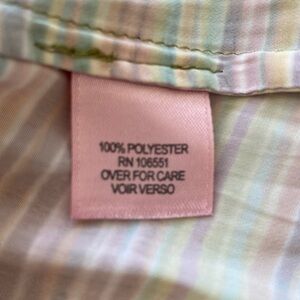 100% POLYESTER
RN 106551
OVER FOR CARE
VOIR VERSO